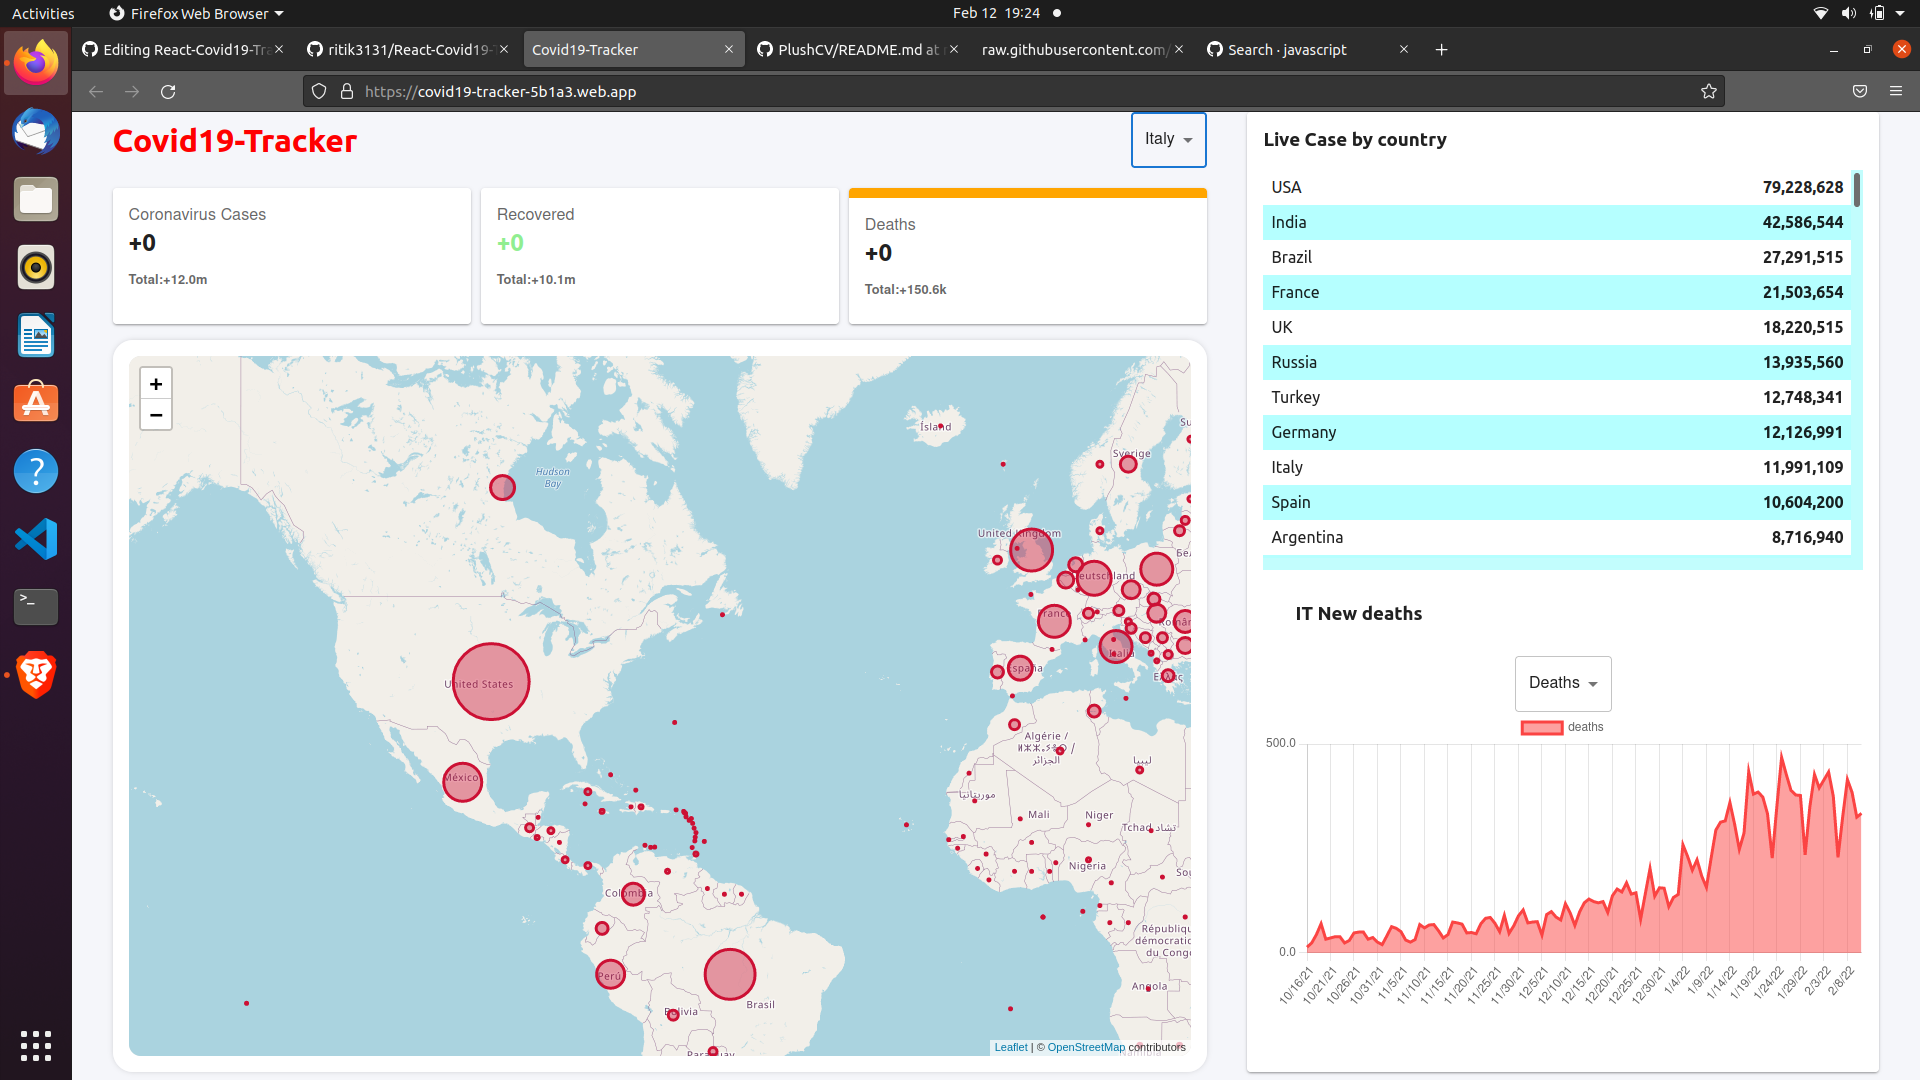 Activities
Firefox Web Browser
Feb 12 19:24
Editing React-Covid19-Tra
ritik3131/React-Covid19-
Covid19-Tracker
PlushCV/README.md at
raw.githubusercontent.com/
Search · javascript
https://covid19-tracker-5b1a3.web.app
Covid19-Tracker
Italy
Coronavirus Cases
+0
Total:+12.0m
Recovered
+0
Total:+10.1m
Deaths
+0
Total:+150.6k
Live Case by country
USA 79,228,628
India 42,586,544
Brazil 27,291,515
France 21,503,654
UK 18,220,515
Russia 13,935,560
Turkey 12,748,341
Germany 12,126,991
Italy 11,991,109
Spain 10,604,200
Argentina 8,716,940
+
−
Ísland
Sverige
Hudson
Bay
United Kingdom
Deutschland
France
Italia
España
Ελλάς
United States
México
Algérie /
الجزائر
ليبيا
موريتانيا
Mali
Niger
Tchad تشاد
Nigeria
Colombia
Perú
Brasil
Bolivia
Paraguay
République
démocratique
du Congo
Angola
Leaflet | © OpenStreetMap contributors
IT New deaths
Deaths
deaths
500.0
0.0
10/16/21
10/21/21
10/26/21
10/31/21
11/5/21
11/10/21
11/15/21
11/20/21
11/25/21
11/30/21
12/5/21
12/10/21
12/15/21
12/20/21
12/25/21
12/30/21
1/4/22
1/9/22
1/14/22
1/19/22
1/24/22
1/29/22
2/3/22
2/8/22